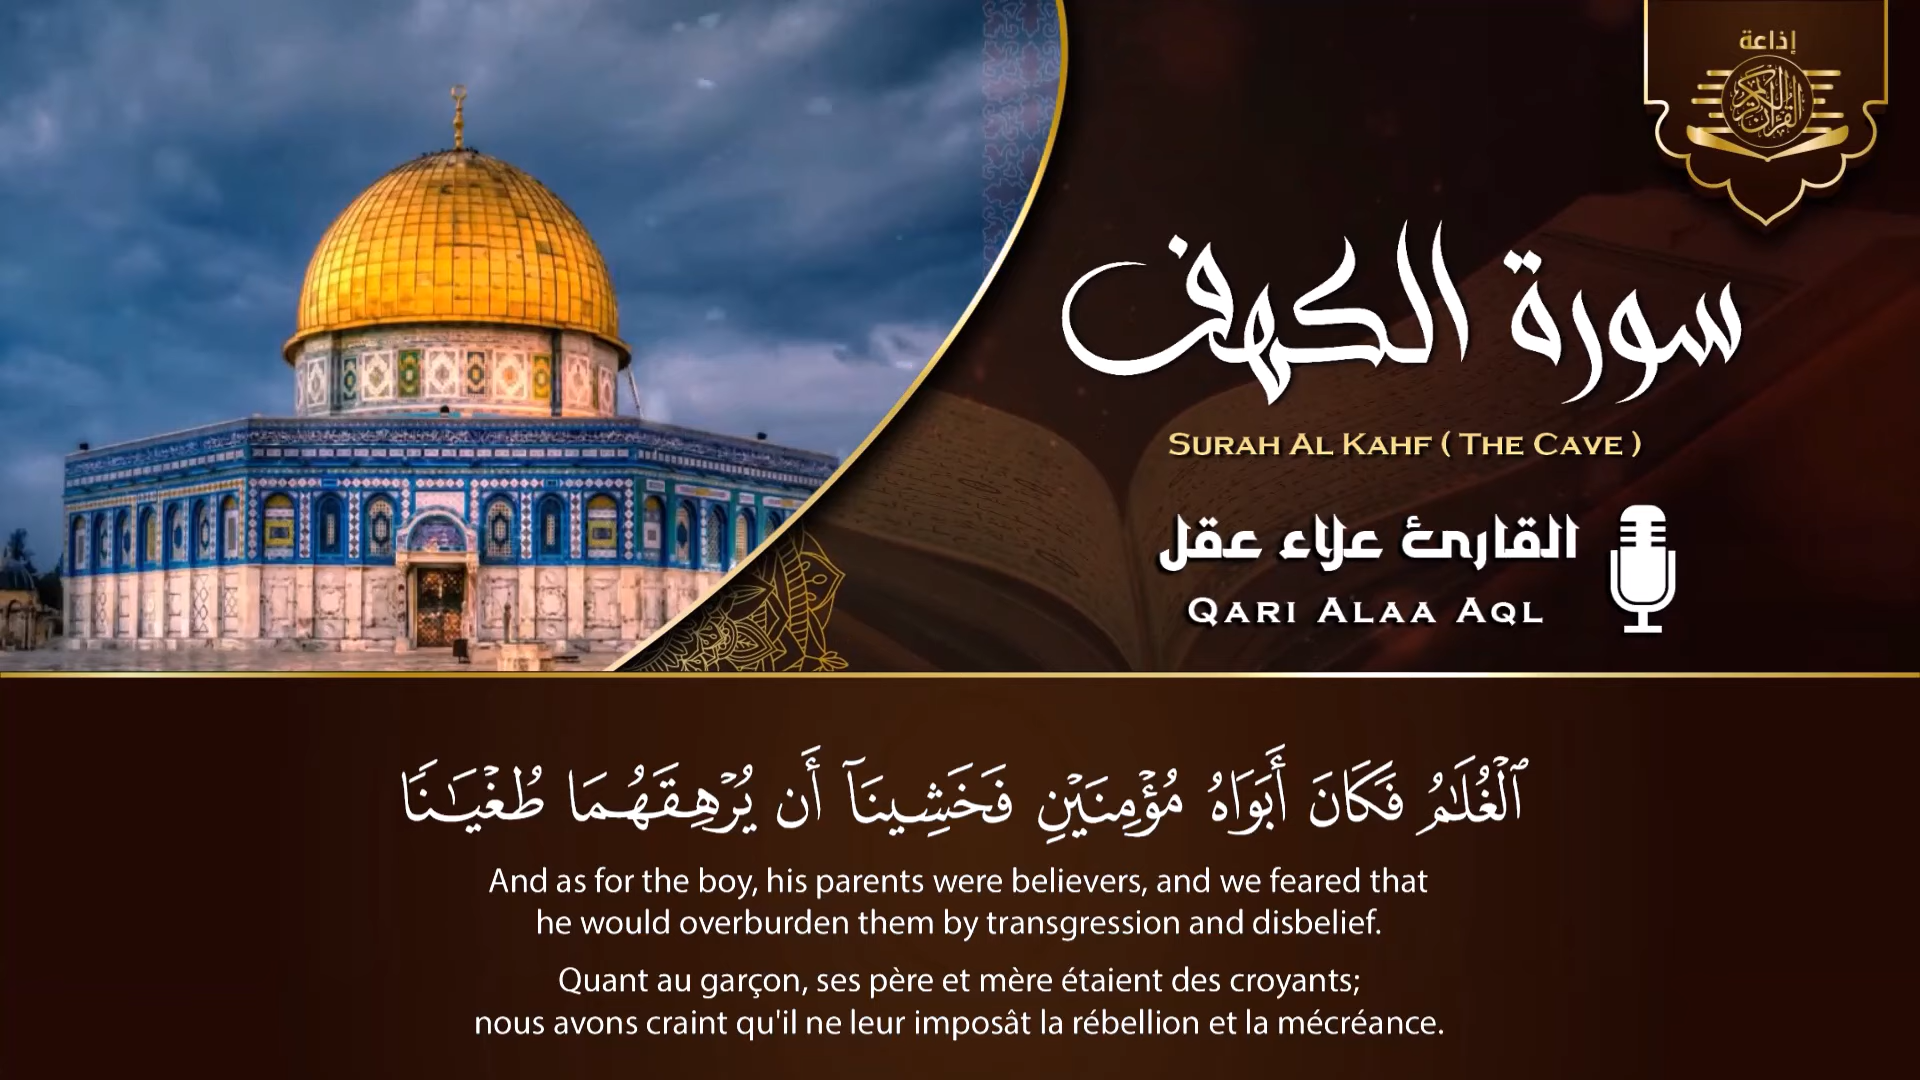 إذاعة
القرآن الكريم
سورة الكهف
SURAH AL KAHF ( THE CAVE )
القارئ علاء عقل
QARI ALAA AQL
ٱلْغُلَٰمُ فَكَانَ أَبَوَاهُ مُؤْمِنَيْنِ فَخَشِينَآ أَن يُرْهِقَهُمَا طُغْيَٰنًا
And as for the boy, his parents were believers, and we feared that
he would overburden them by transgression and disbelief.
Quant au garçon, ses père et mère étaient des croyants;
nous avons craint qu'il ne leur imposât la rébellion et la mécréance.